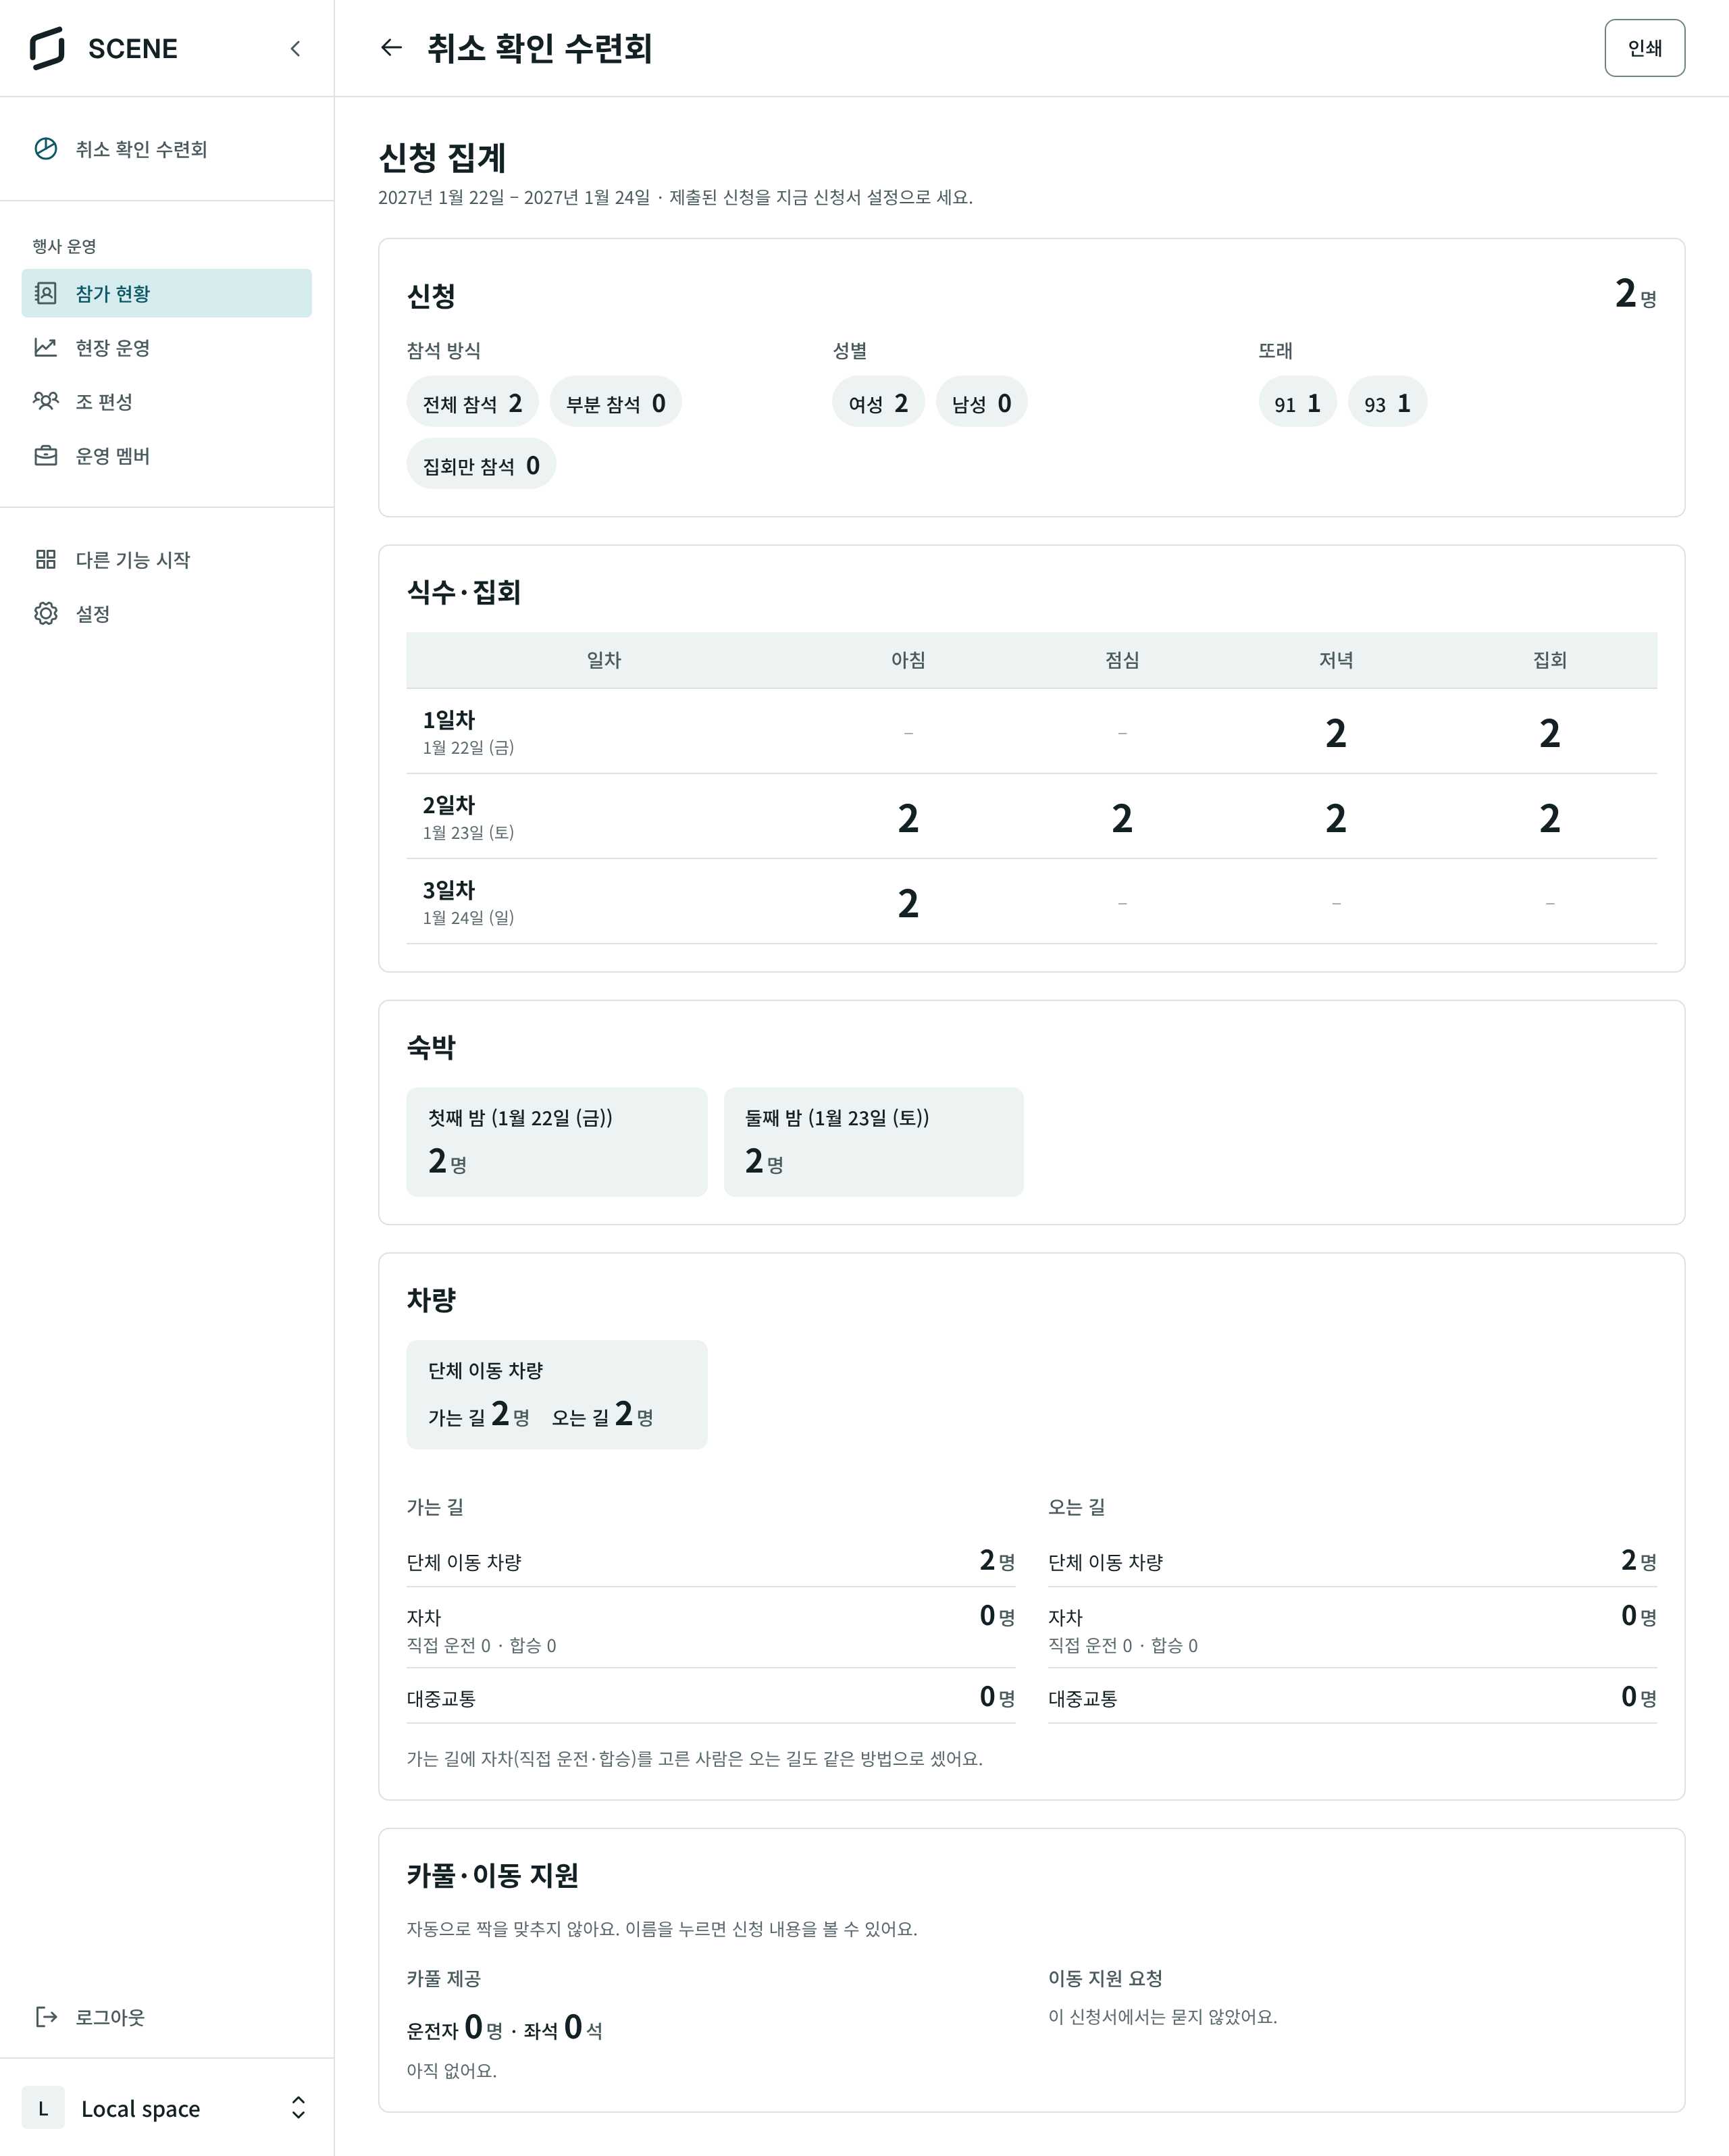 SCENE
취소 확인 수련회
행사 운영
참가 현황
현장 운영
조 편성
운영 멤버
다른 기능 시작
설정
로그아웃
L Local space
취소 확인 수련회
인쇄
신청 집계
2027년 1월 22일 – 2027년 1월 24일 · 제출된 신청을 지금 신청서 설정으로 세요.
신청
2명
참석 방식
전체 참석 2 부분 참석 0
집회만 참석 0
성별
여성 2 남성 0
또래
91 1 93 1
식수·집회
일차 아침 점심 저녁 집회
1일차
1월 22일 (금)
– – 2 2
2일차
1월 23일 (토)
2 2 2 2
3일차
1월 24일 (일)
2 – – –
숙박
첫째 밤 (1월 22일 (금))
2명
둘째 밤 (1월 23일 (토))
2명
차량
단체 이동 차량
가는 길 2명 오는 길 2명
가는 길
단체 이동 차량 2명
자차 0명
직접 운전 0 · 합승 0
대중교통 0명
오는 길
단체 이동 차량 2명
자차 0명
직접 운전 0 · 합승 0
대중교통 0명
가는 길에 자차(직접 운전·합승)를 고른 사람은 오는 길도 같은 방법으로 셌어요.
카풀·이동 지원
자동으로 짝을 맞추지 않아요. 이름을 누르면 신청 내용을 볼 수 있어요.
카풀 제공
운전자 0명 · 좌석 0석
아직 없어요.
이동 지원 요청
이 신청서에서는 묻지 않았어요.